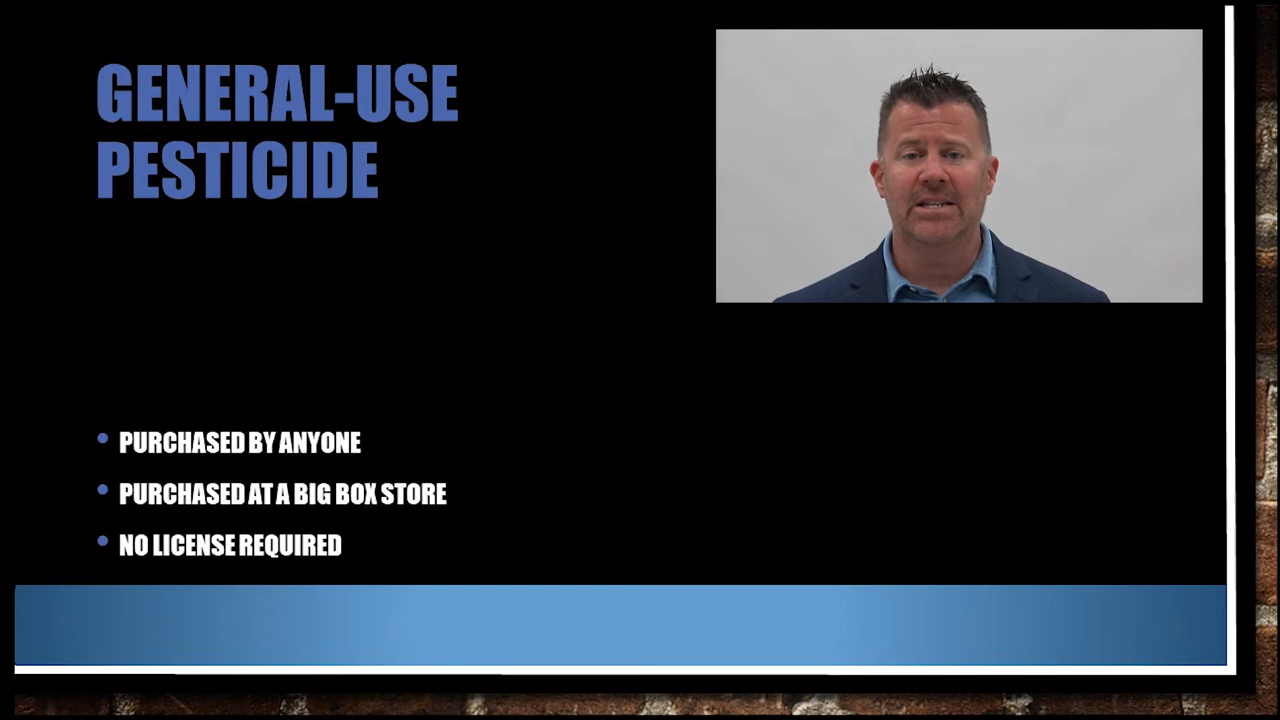 GENERAL-USE
PESTICIDE
• PURCHASED BY ANYONE
• PURCHASED AT A BIG BOX STORE
• NO LICENSE REQUIRED